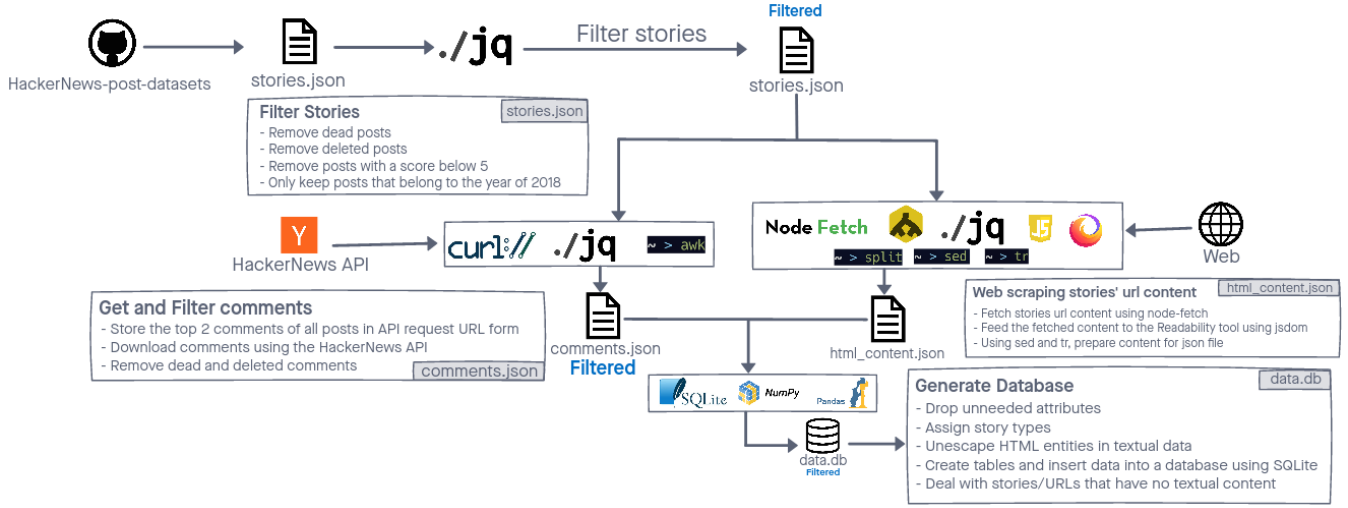 Filtered
./jq
Filter stories
HackerNews-post-datasets
stories.json
stories.json
Filter Stories
stories.json
- Remove dead posts
- Remove deleted posts
- Remove posts with a score below 5
- Only keep posts that belong to the year of 2018
Y
HackerNews API
curl://
./jq
~ > awk
Node Fetch
./jq
JS
~ > split
~ > sed
~ > tr
Web
Get and Filter comments
- Store the top 2 comments of all posts in API request URL form
- Download comments using the HackerNews API
- Remove dead and deleted comments
comments.json
comments.json
Filtered
html_content.json
Web scraping stories' url content
html_content.json
- Fetch stories url content using node-fetch
- Feed the fetched content to the Readability tool using jsdom
- Using sed and tr, prepare content for json file
SQLite
NumPy
Pandas
data.db
Filtered
Generate Database
data.db
- Drop unneeded attributes
- Assign story types
- Unescape HTML entities in textual data
- Create tables and insert data into a database using SQLite
- Deal with stories/URLs that have no textual content